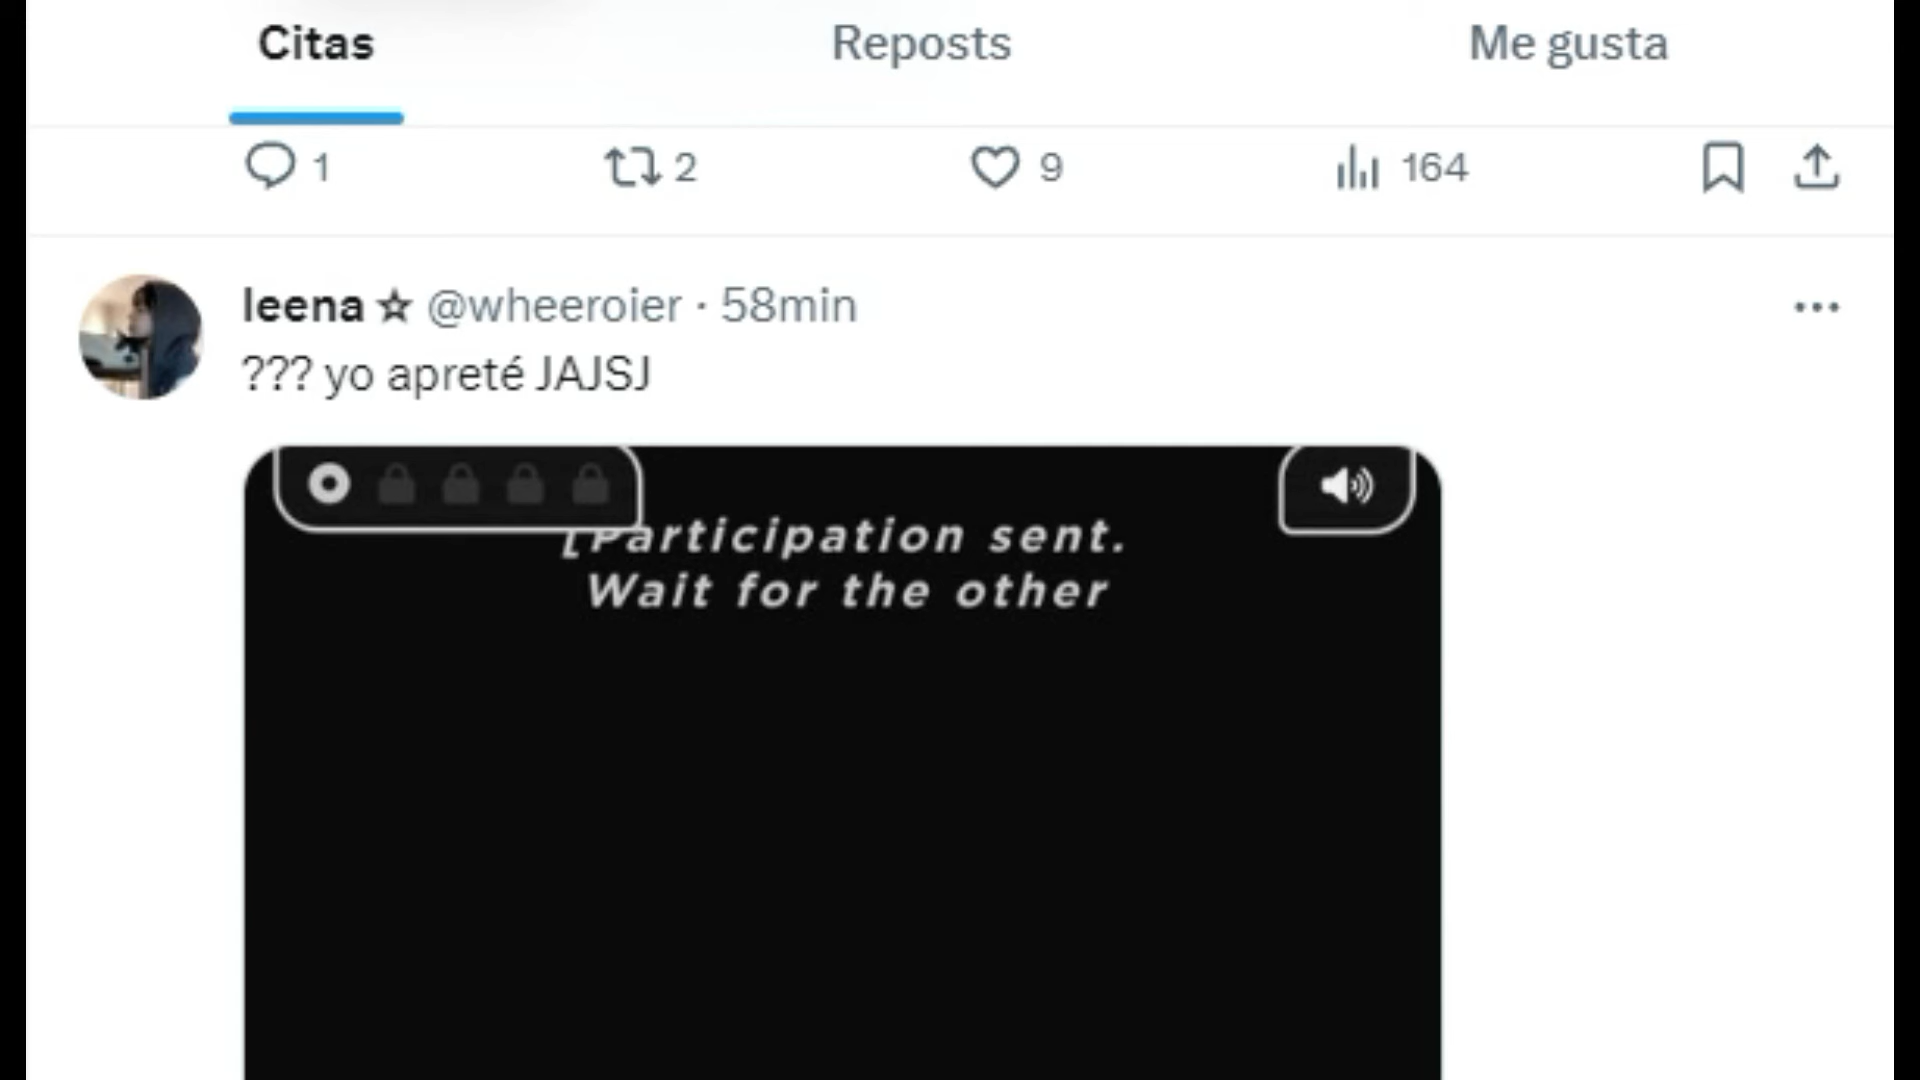 Citas Reposts Me gusta
1 2 9 164
leena ☆ @wheeroier · 58min
??? yo apreté JAJSJ
[Participation sent.
Wait for the other